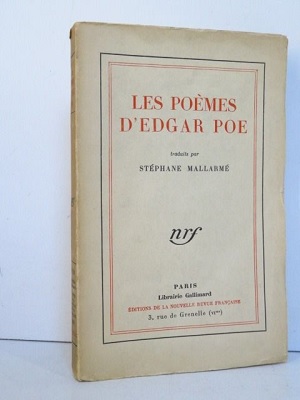 LES POÈMES
D'EDGAR POE
traduits par
STÉPHANE MALLARMÉ
nrf
PARIS
Librairie Gallimard
ÉDITIONS DE LA NOUVELLE REVUE FRANÇAISE
3, rue de Grenelle (VIme)